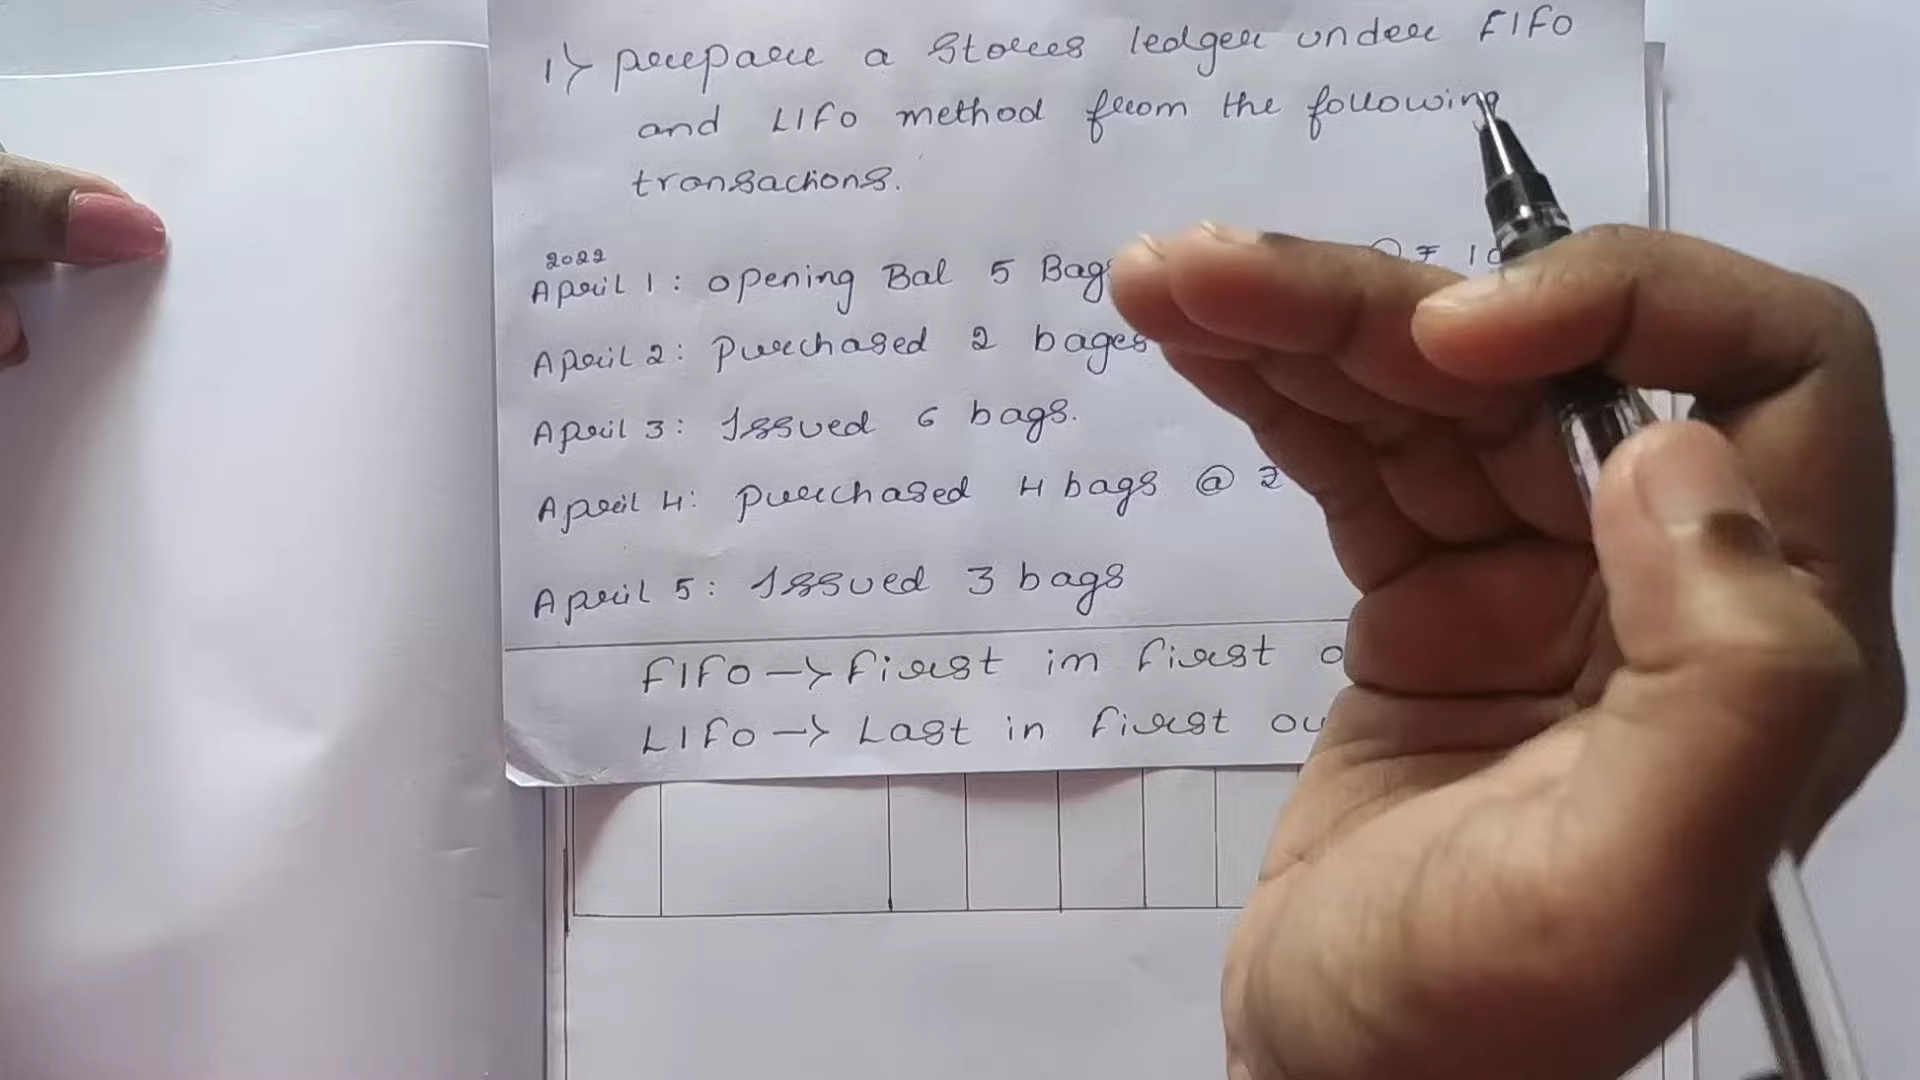 1) prepare a Stores ledger under FIFO
and LIFO method from the following
transactions.
2022
April 1: opening Bal 5 Bags @ ₹
April 2: purchased 2 bages
April 3: Issued 6 bags.
April 4: purchased 4 bags @ ₹
April 5: Issued 3 bags
FIFO -> First in First
LIFO -> Last in First